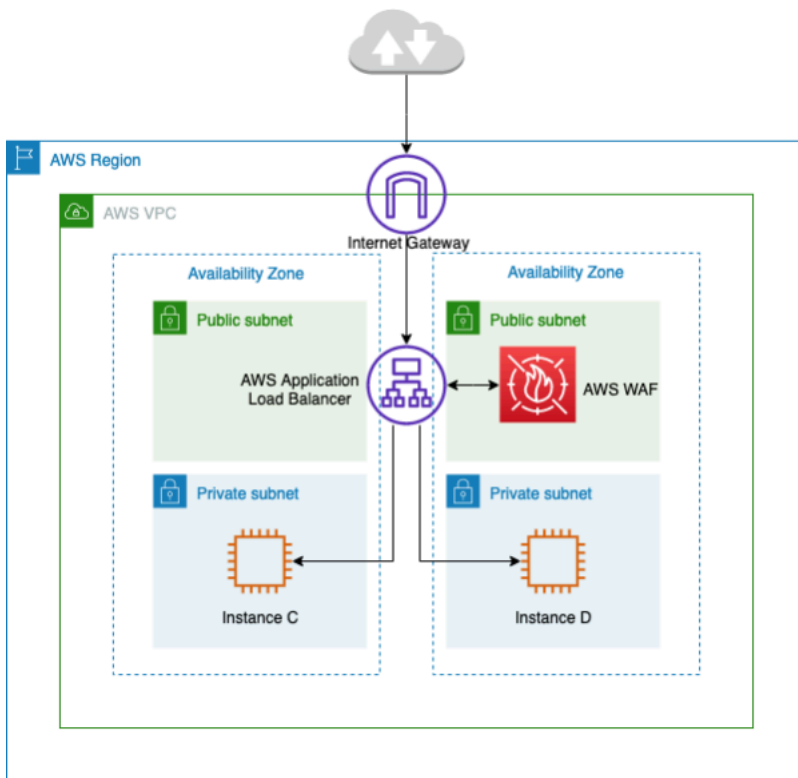 AWS Region
AWS VPC
Internet Gateway
Availability Zone
Availability Zone
Public subnet
Public subnet
AWS Application
Load Balancer
AWS WAF
Private subnet
Private subnet
Instance C
Instance D